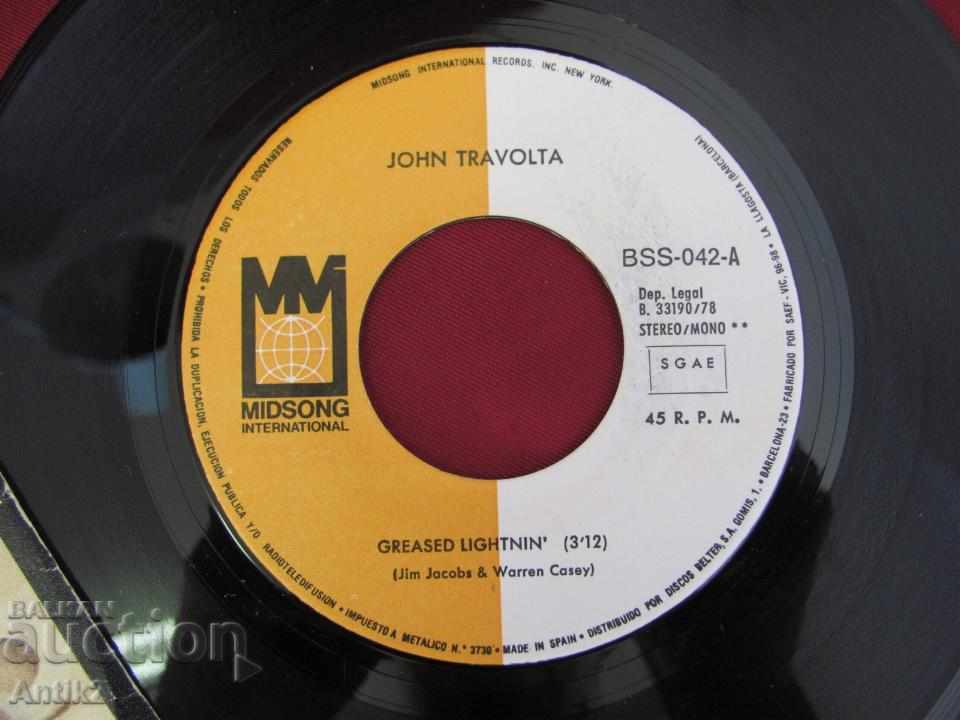 MIDSONG INTERNATIONAL RECORDS, INC. NEW YORK.
JOHN TRAVOLTA
MMi
MIDSONG
INTERNATIONAL
BSS-042-A
Dep. Legal
B. 33190/78
STEREO/MONO **
SGAE
45 R. P. M.
GREASED LIGHTNIN' (3'12)
(Jim Jacobs & Warren Casey)
RESERVADOS TODOS LOS DERECHOS • PROHIBIDA LA DUPLICACION, EJECUCION PUBLICA Y/O RADIOTELEDIFUSION • IMPUESTO A METALICO N.° 3730 • MADE IN SPAIN • DISTRIBUIDO POR DISCOS BELTER, S.A. GOMIS, 1. • BARCELONA-23 • FABRICADO POR SAEF - VIC. 96-98 • LA LLAGOSTA (BARCELONA)
BALKAN
auction
Antik2